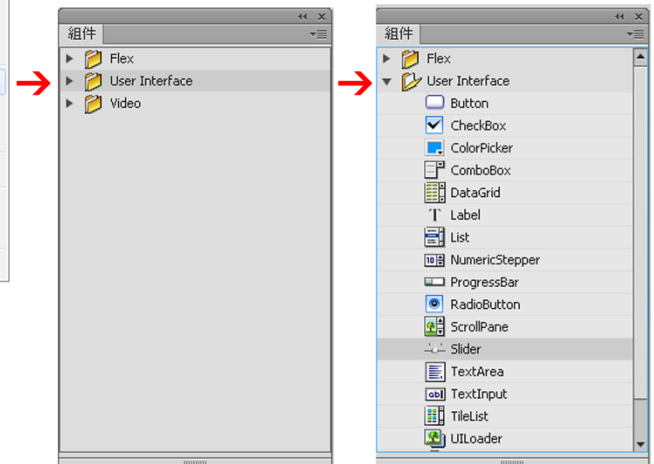 組件
Flex
User Interface
Video
組件
Flex
User Interface
Button
CheckBox
ColorPicker
ComboBox
DataGrid
Label
List
NumericStepper
ProgressBar
RadioButton
ScrollPane
Slider
TextArea
TextInput
TileList
UILoader